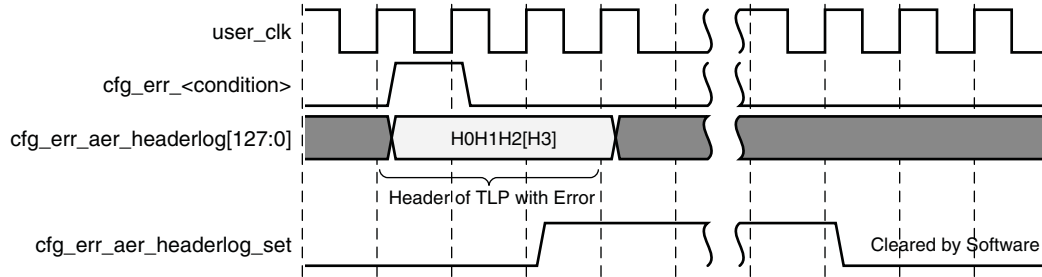 user_clk
cfg_err_<condition>
cfg_err_aer_headerlog[127:0]
H0H1H2[H3]
Header of TLP with Error
cfg_err_aer_headerlog_set
Cleared by Software